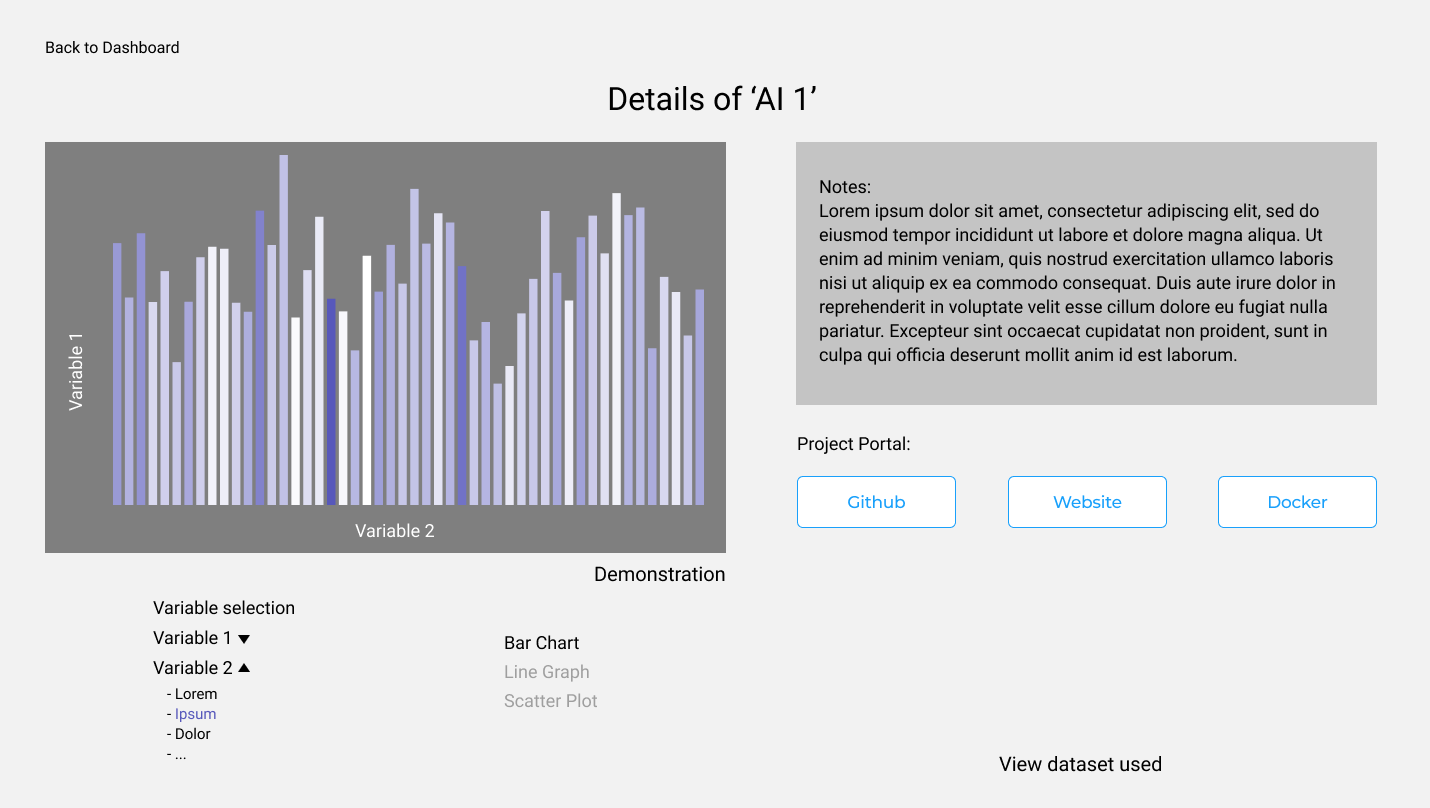 Back to Dashboard
Details of ‘AI 1’
Variable 1
Variable 2
Demonstration
Variable selection
Variable 1 ▼
Variable 2 ▲
- Lorem
- Ipsum
- Dolor
- ...
Bar Chart
Line Graph
Scatter Plot
Notes:
Lorem ipsum dolor sit amet, consectetur adipiscing elit, sed do
eiusmod tempor incididunt ut labore et dolore magna aliqua. Ut
enim ad minim veniam, quis nostrud exercitation ullamco laboris
nisi ut aliquip ex ea commodo consequat. Duis aute irure dolor in
reprehenderit in voluptate velit esse cillum dolore eu fugiat nulla
pariatur. Excepteur sint occaecat cupidatat non proident, sunt in
culpa qui officia deserunt mollit anim id est laborum.
Project Portal:
Github
Website
Docker
View dataset used